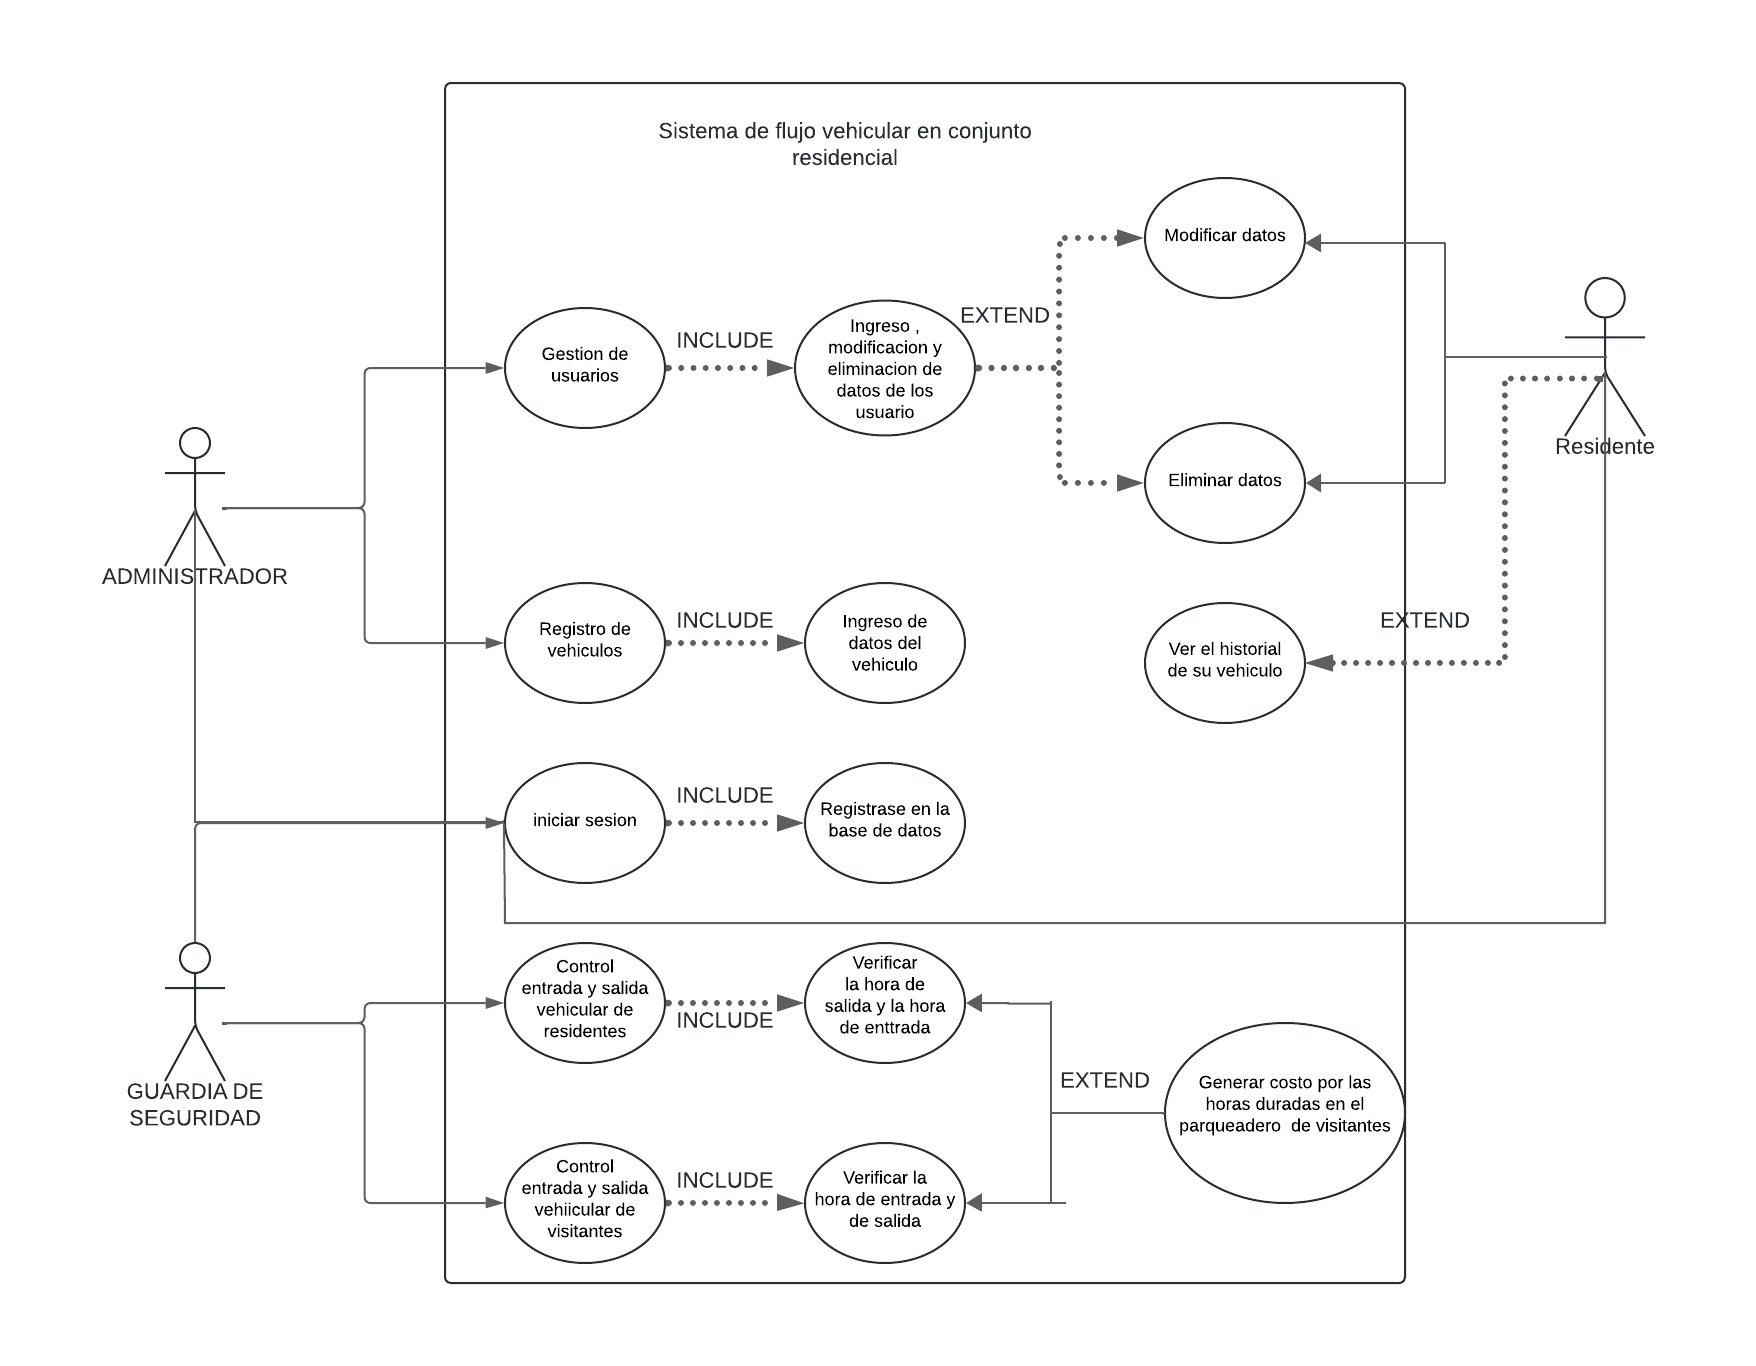 Sistema de flujo vehicular en conjunto
residencial
Modificar datos
EXTEND
INCLUDE
Gestion de
usuarios
Ingreso ,
modificacion y
eliminacion de
datos de los
usuario
Residente
Eliminar datos
ADMINISTRADOR
INCLUDE
Registro de
vehiculos
Ingreso de
datos del
vehiculo
EXTEND
Ver el historial
de su vehiculo
INCLUDE
iniciar sesion
Registrase en la
base de datos
Control
entrada y salida
vehicular de
residentes
INCLUDE
Verificar
la hora de
salida y la hora
de enttrada
GUARDIA DE
SEGURIDAD
EXTEND
Generar costo por las
horas duradas en el
parqueadero  de visitantes
Control
entrada y salida
vehiicular de
visitantes
INCLUDE
Verificar la
hora de entrada y
de salida